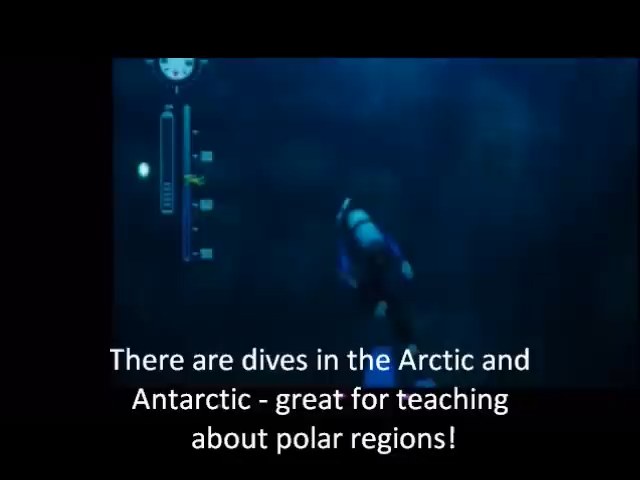 There are dives in the Arctic and
Antarctic - great for teaching
about polar regions!